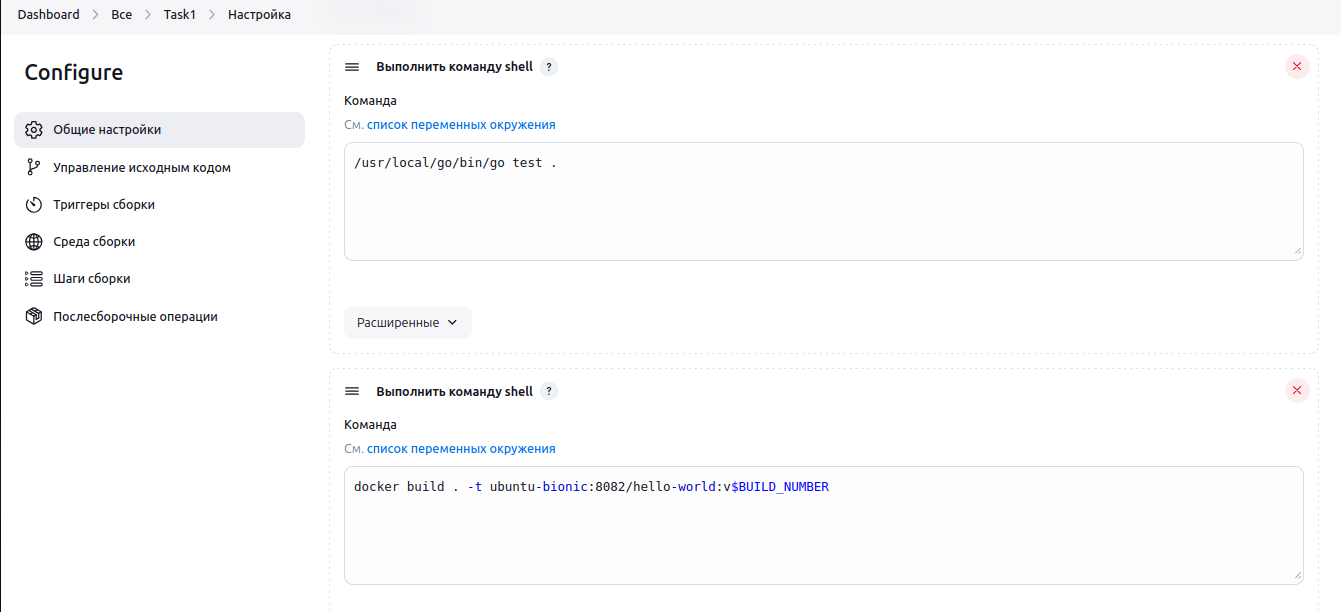 Dashboard > Все > Task1 > Настройка
Configure
Общие настройки
Управление исходным кодом
Триггеры сборки
Среда сборки
Шаги сборки
Послесборочные операции
Выполнить команду shell ?
Команда
См. список переменных окружения
/usr/local/go/bin/go test .
Расширенные
Выполнить команду shell ?
Команда
См. список переменных окружения
docker build . -t ubuntu-bionic:8082/hello-world:v$BUILD_NUMBER